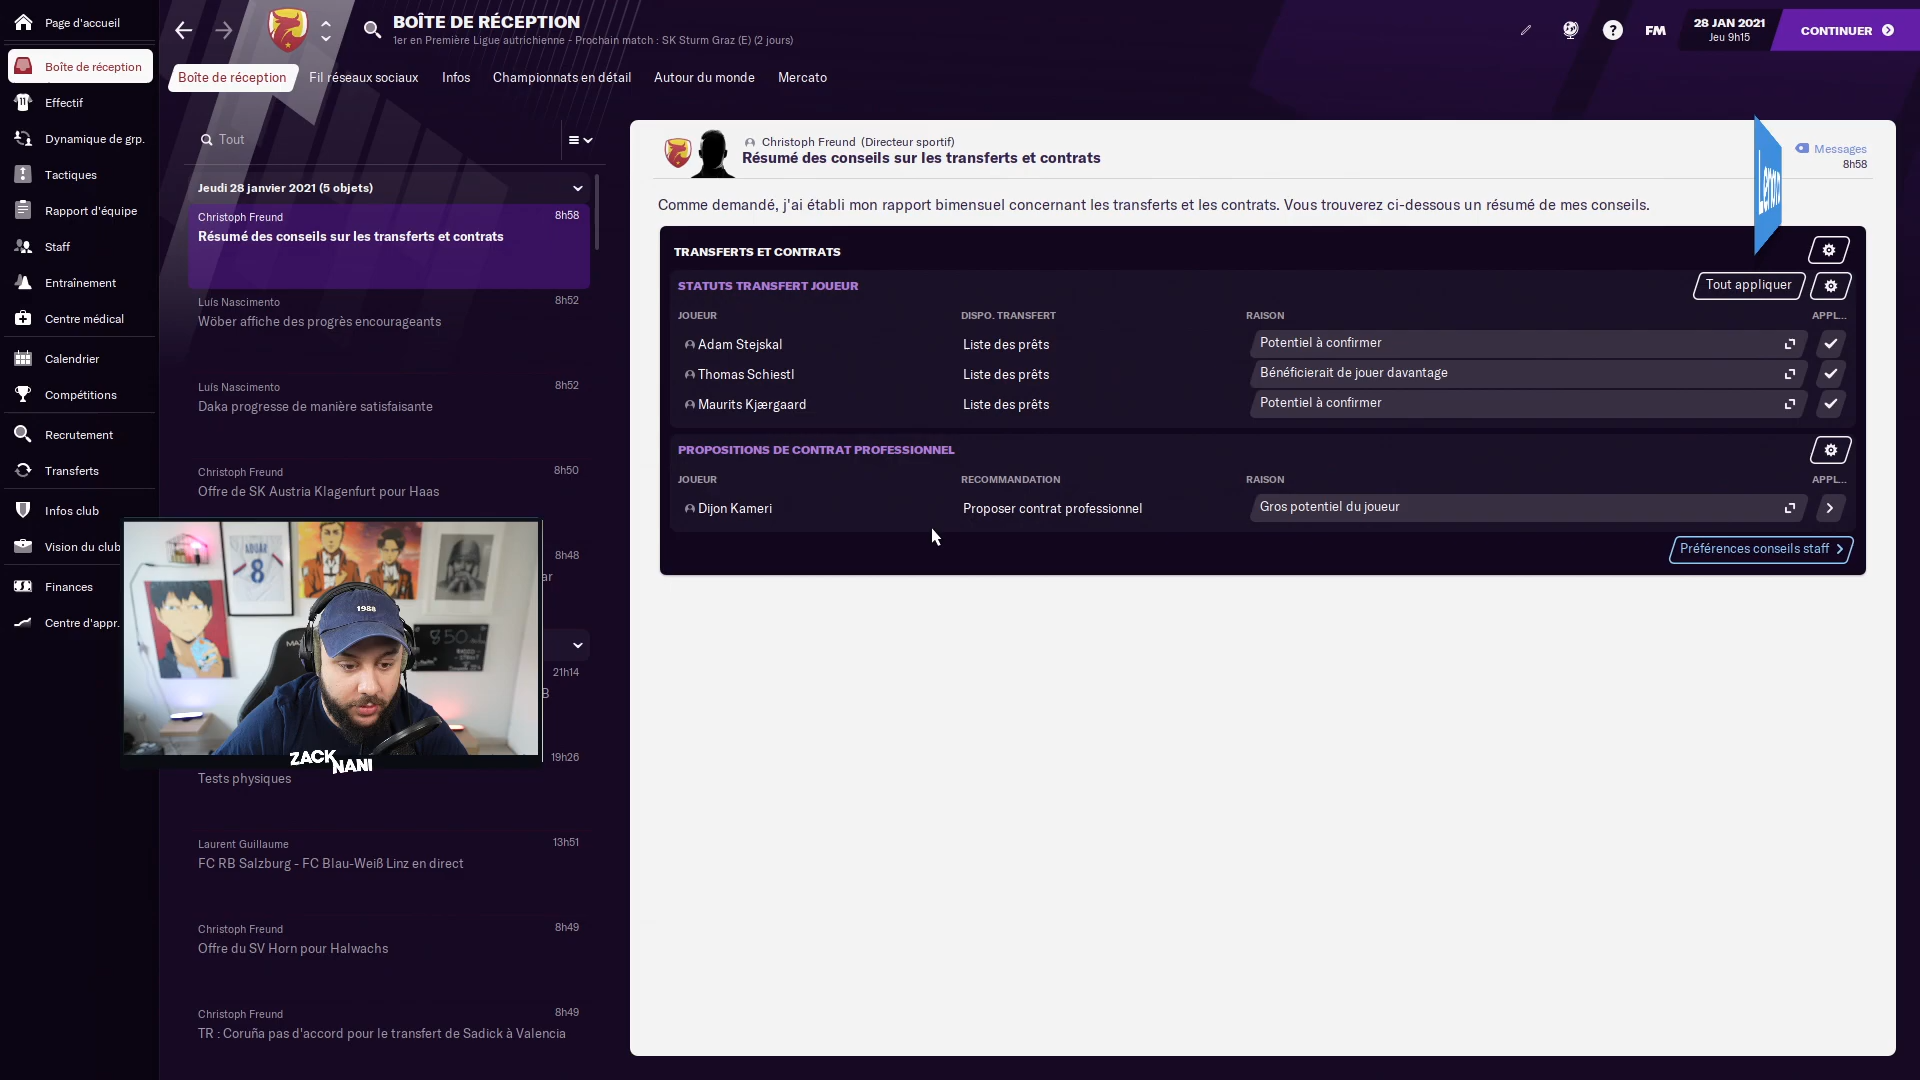 Page d'accueil
Boîte de réception
Effectif
Dynamique de grp.
Tactiques
Rapport d'équipe
Staff
Entraînement
Centre médical
Calendrier
Compétitions
Recrutement
Transferts
Infos club
Vision du club
Finances
Centre d'appr.
BOÎTE DE RÉCEPTION
1er en Première Ligue autrichienne - Prochain match : SK Sturm Graz (E) (2 jours)
FM
28 JAN 2021
Jeu 9h15
CONTINUER
Boîte de réception
Fil réseaux sociaux
Infos
Championnats en détail
Autour du monde
Mercato
Tout
Jeudi 28 janvier 2021 (5 objets)
Christoph Freund 8h58
Résumé des conseils sur les transferts et contrats
Luís Nascimento 8h52
Wöber affiche des progrès encourageants
Luís Nascimento 8h52
Daka progresse de manière satisfaisante
Christoph Freund 8h50
Offre de SK Austria Klagenfurt pour Haas
8h48
ar
21h14
B
19h26
Tests physiques
Laurent Guillaume 13h51
FC RB Salzburg - FC Blau-Weiß Linz en direct
Christoph Freund 8h49
Offre du SV Horn pour Halwachs
Christoph Freund 8h49
TR : Coruña pas d'accord pour le transfert de Sadick à Valencia
Christoph Freund (Directeur sportif)
Résumé des conseils sur les transferts et contrats
Messages
8h58
Comme demandé, j'ai établi mon rapport bimensuel concernant les transferts et les contrats. Vous trouverez ci-dessous un résumé de mes conseils.
TRANSFERTS ET CONTRATS
STATUTS TRANSFERT JOUEUR
Tout appliquer
JOUEUR DISPO. TRANSFERT RAISON APPL...
Adam Stejskal Liste des prêts Potentiel à confirmer
Thomas Schiestl Liste des prêts Bénéficierait de jouer davantage
Maurits Kjærgaard Liste des prêts Potentiel à confirmer
PROPOSITIONS DE CONTRAT PROFESSIONNEL
JOUEUR RECOMMANDATION RAISON APPL...
Dijon Kameri Proposer contrat professionnel Gros potentiel du joueur
Préférences conseils staff
AOUAR
8
1988
850
ZACK
NANI